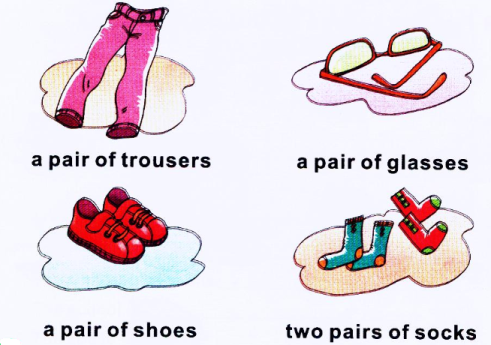 a pair of trousers
a pair of glasses
a pair of shoes
two pairs of socks